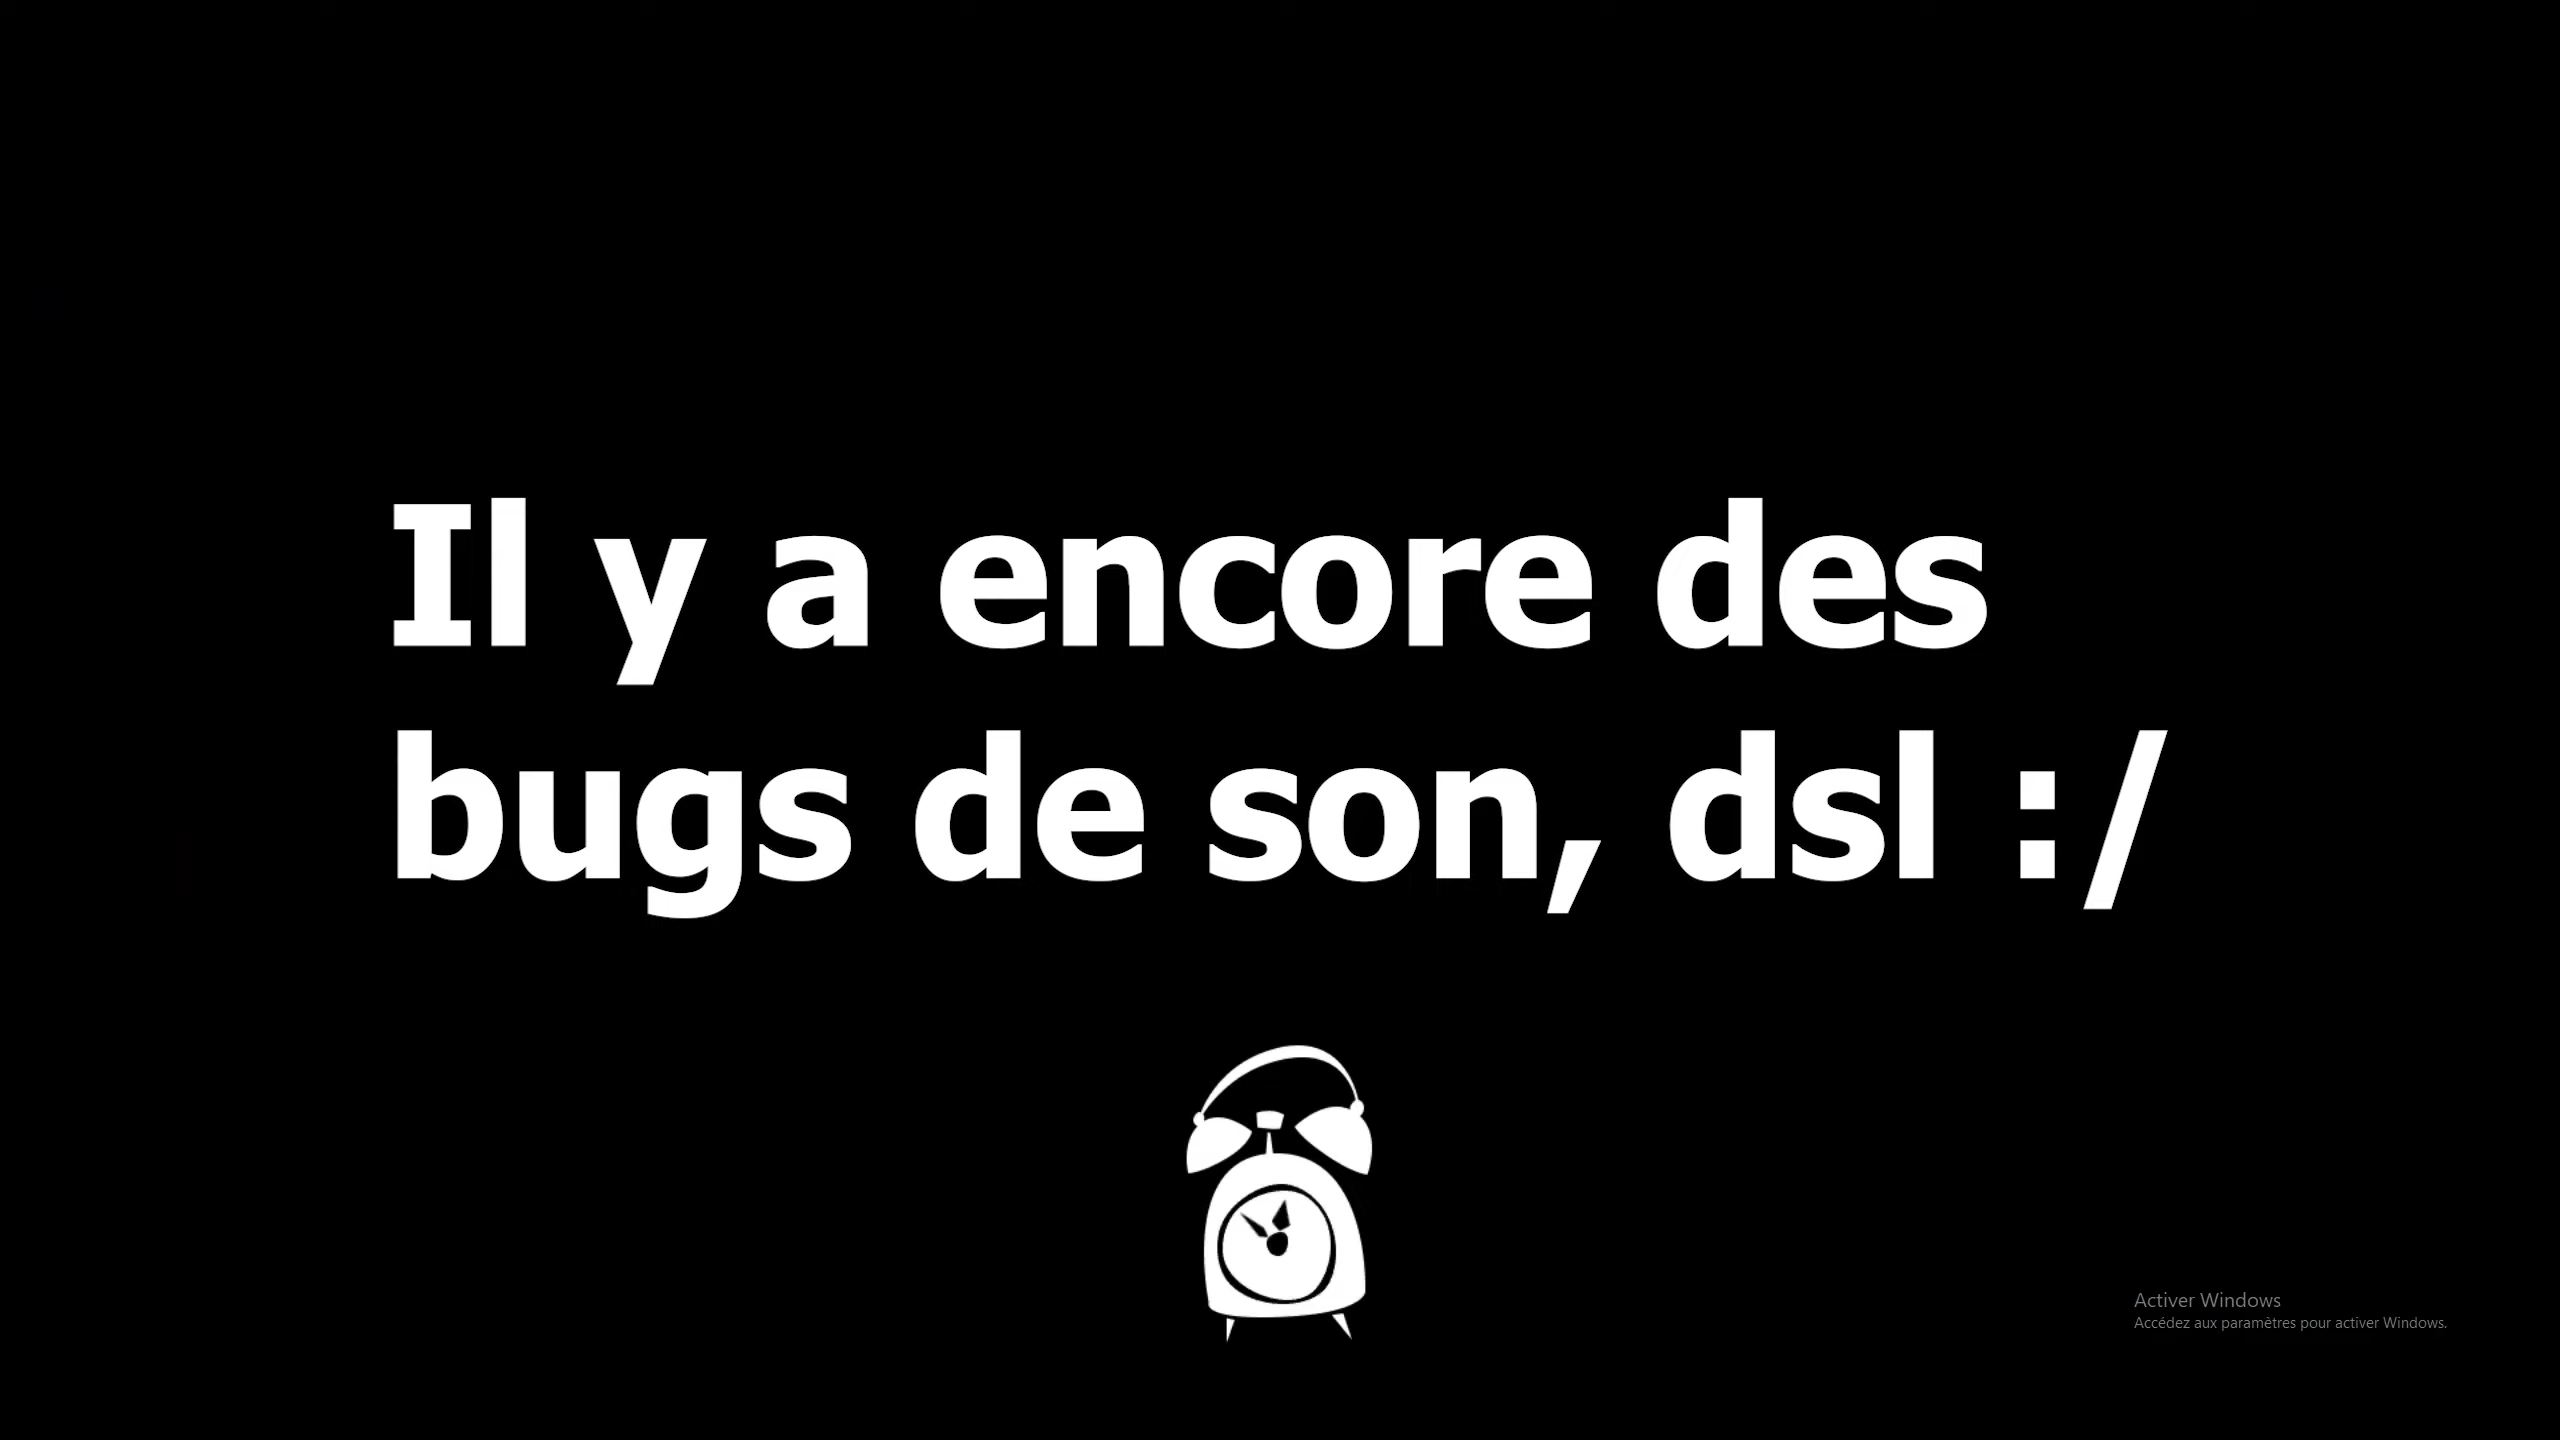 Il y a encore des
bugs de son, dsl :/
Activer Windows
Accédez aux paramètres pour activer Windows.